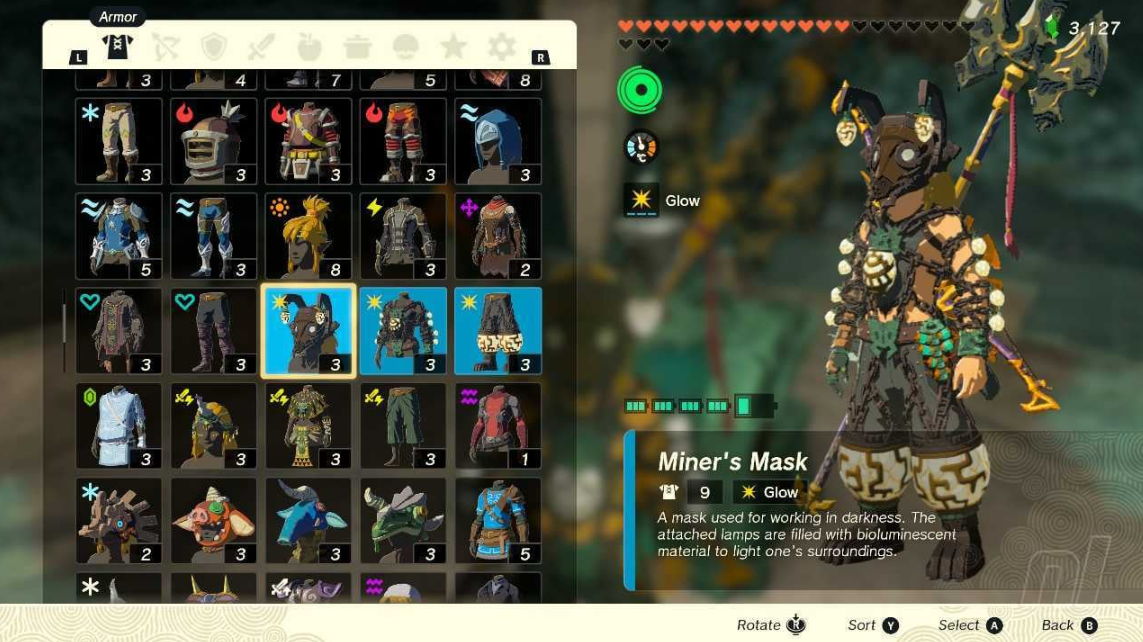 Armor
L
R
3 4 7 5 8
3 3 3 3 3
5 3 8 3 2
3 3 3 3 3
3 3 3 3 1
2 3 3 3 5
3,127
°C
Glow
Miner's Mask
9 Glow
A mask used for working in darkness. The
attached lamps are filled with bioluminescent
material to light one's surroundings.
Rotate R Sort Y Select A Back B